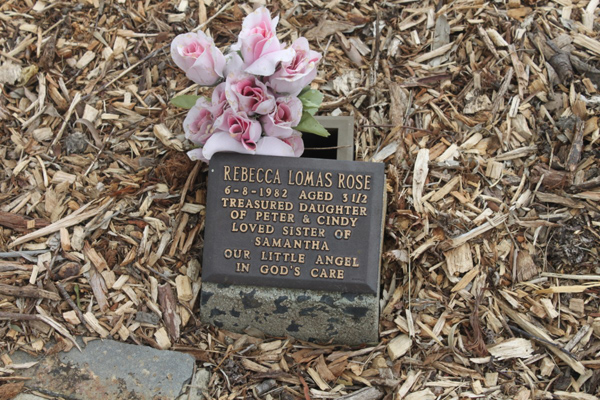 REBECCA LOMAS ROSE
6-8-1982 AGED 3 1/2
TREASURED DAUGHTER
OF PETER & CINDY
LOVED SISTER OF
SAMANTHA
OUR LITTLE ANGEL
IN GOD'S CARE